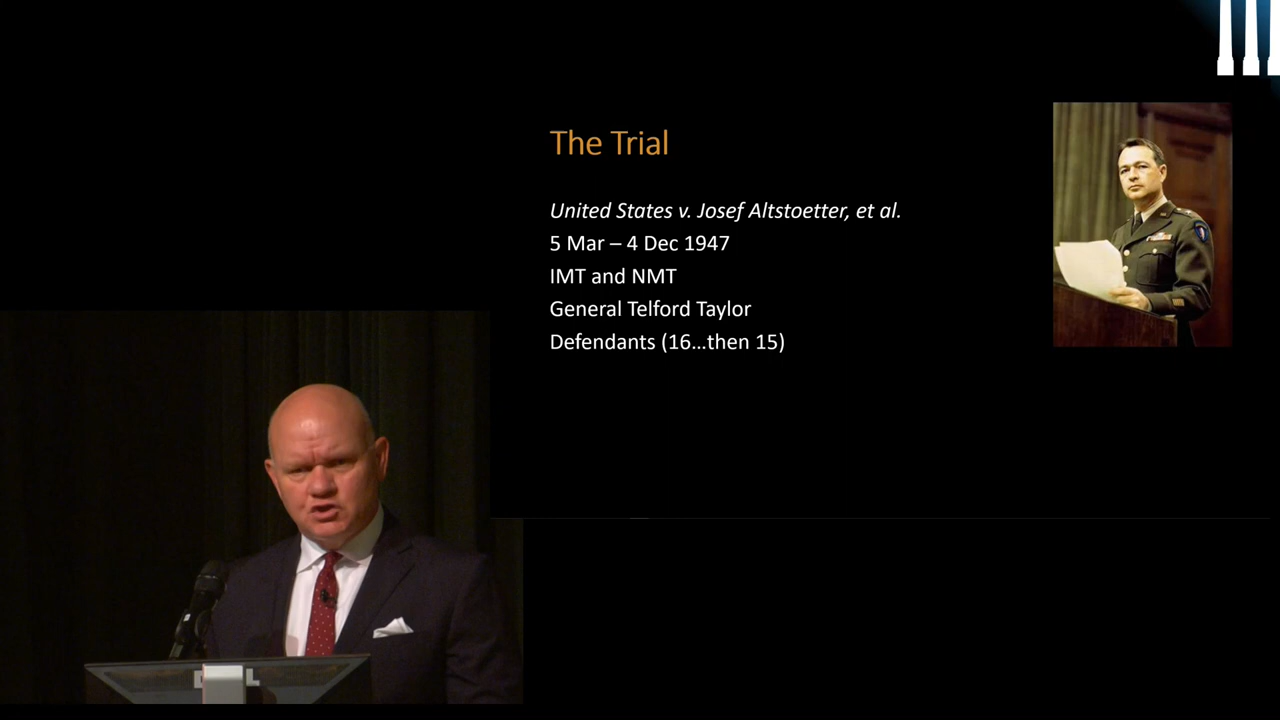 The Trial
United States v. Josef Altstoetter, et al.
5 Mar – 4 Dec 1947
IMT and NMT
General Telford Taylor
Defendants (16...then 15)